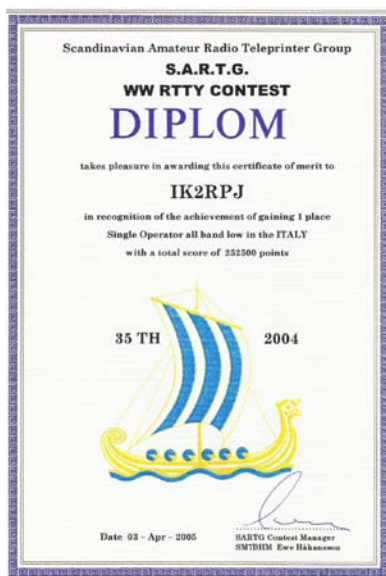 Scandinavian Amateur Radio Teleprinter Group
S.A.R.T.G.
WW RTTY CONTEST
DIPLOM
takes pleasure in awarding this certificate of merit to
IK2RPJ
in recognition of the achievement of gaining 1 place
Single Operator all band low in the ITALY
with a total score of 252500 points
35 TH 2004
Date 03 - Apr - 2005
SARTG Contest Manager
Ewe Håkansson